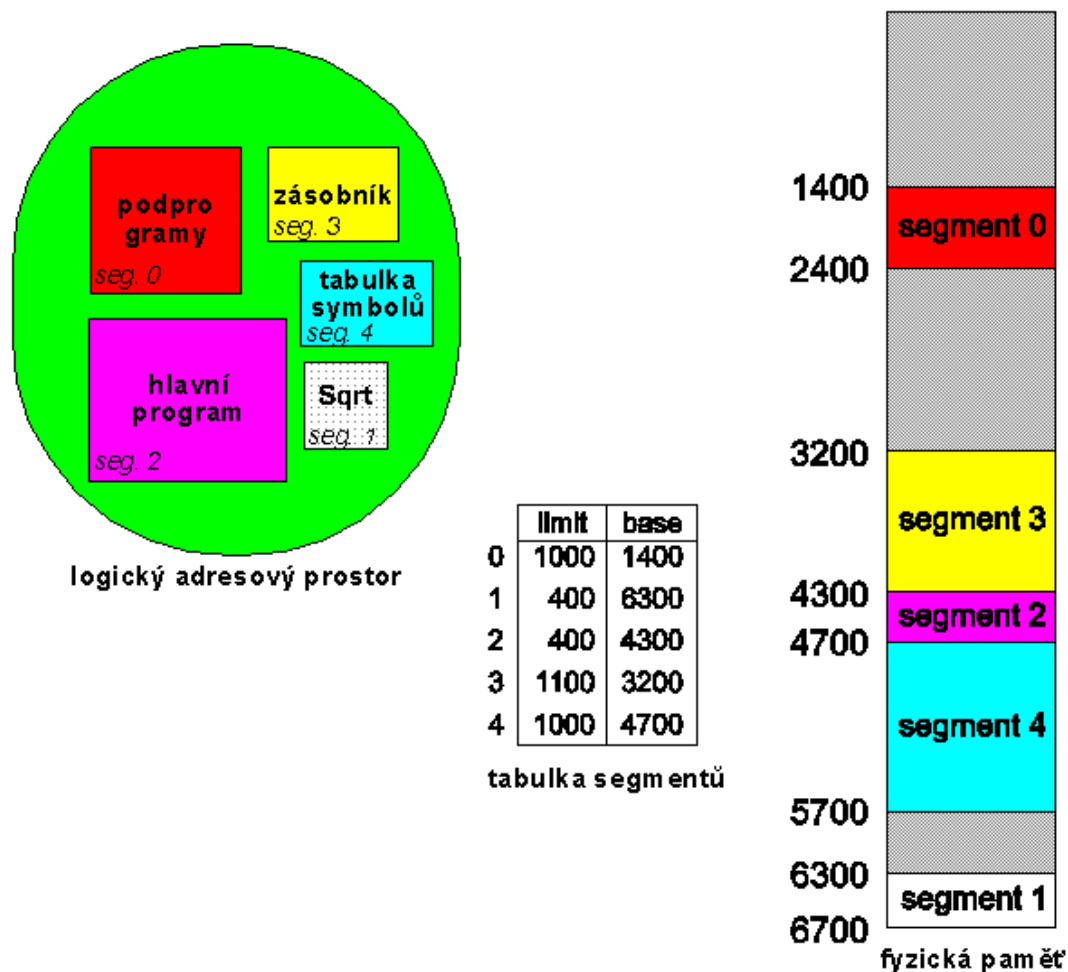 podpro
gramy
seg. 0
zásobník
seg. 3
tabulka
symbolů
seg. 4
hlavní
program
seg. 2
Sqrt
seg. 1
logický adresový prostor
limit base
0 1000 1400
1 400 6300
2 400 4300
3 1100 3200
4 1000 4700
tabulka segmentů
1400
segment 0
2400
3200
segment 3
4300
segment 2
4700
segment 4
5700
6300
segment 1
6700
fyzická paměť